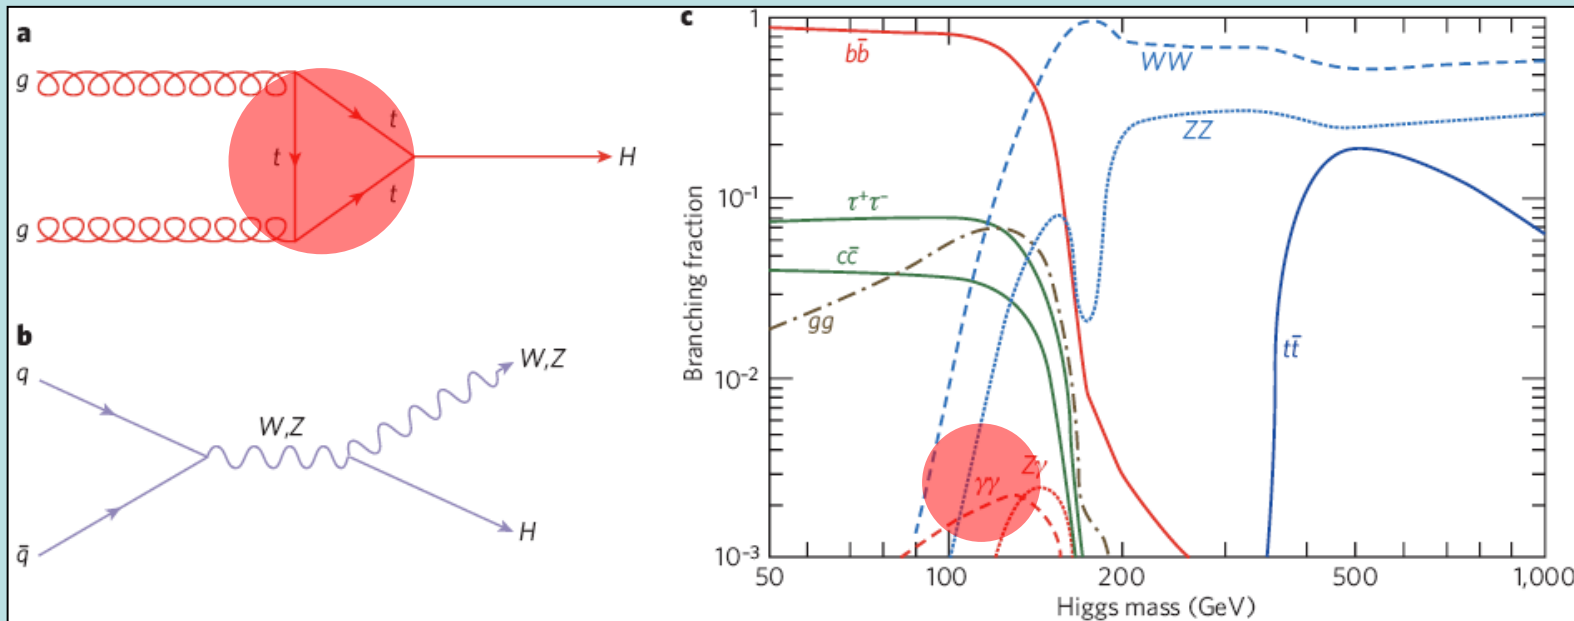 a
g
t
t
t
H
g
b
q
W,Z
W,Z
H
q̄
c
Branching fraction
1
10⁻¹
10⁻²
10⁻³
bb̄
WW
ZZ
τ⁺τ⁻
cc̄
gg
tt̄
Zγ
γγ
50
100
200
500
1,000
Higgs mass (GeV)